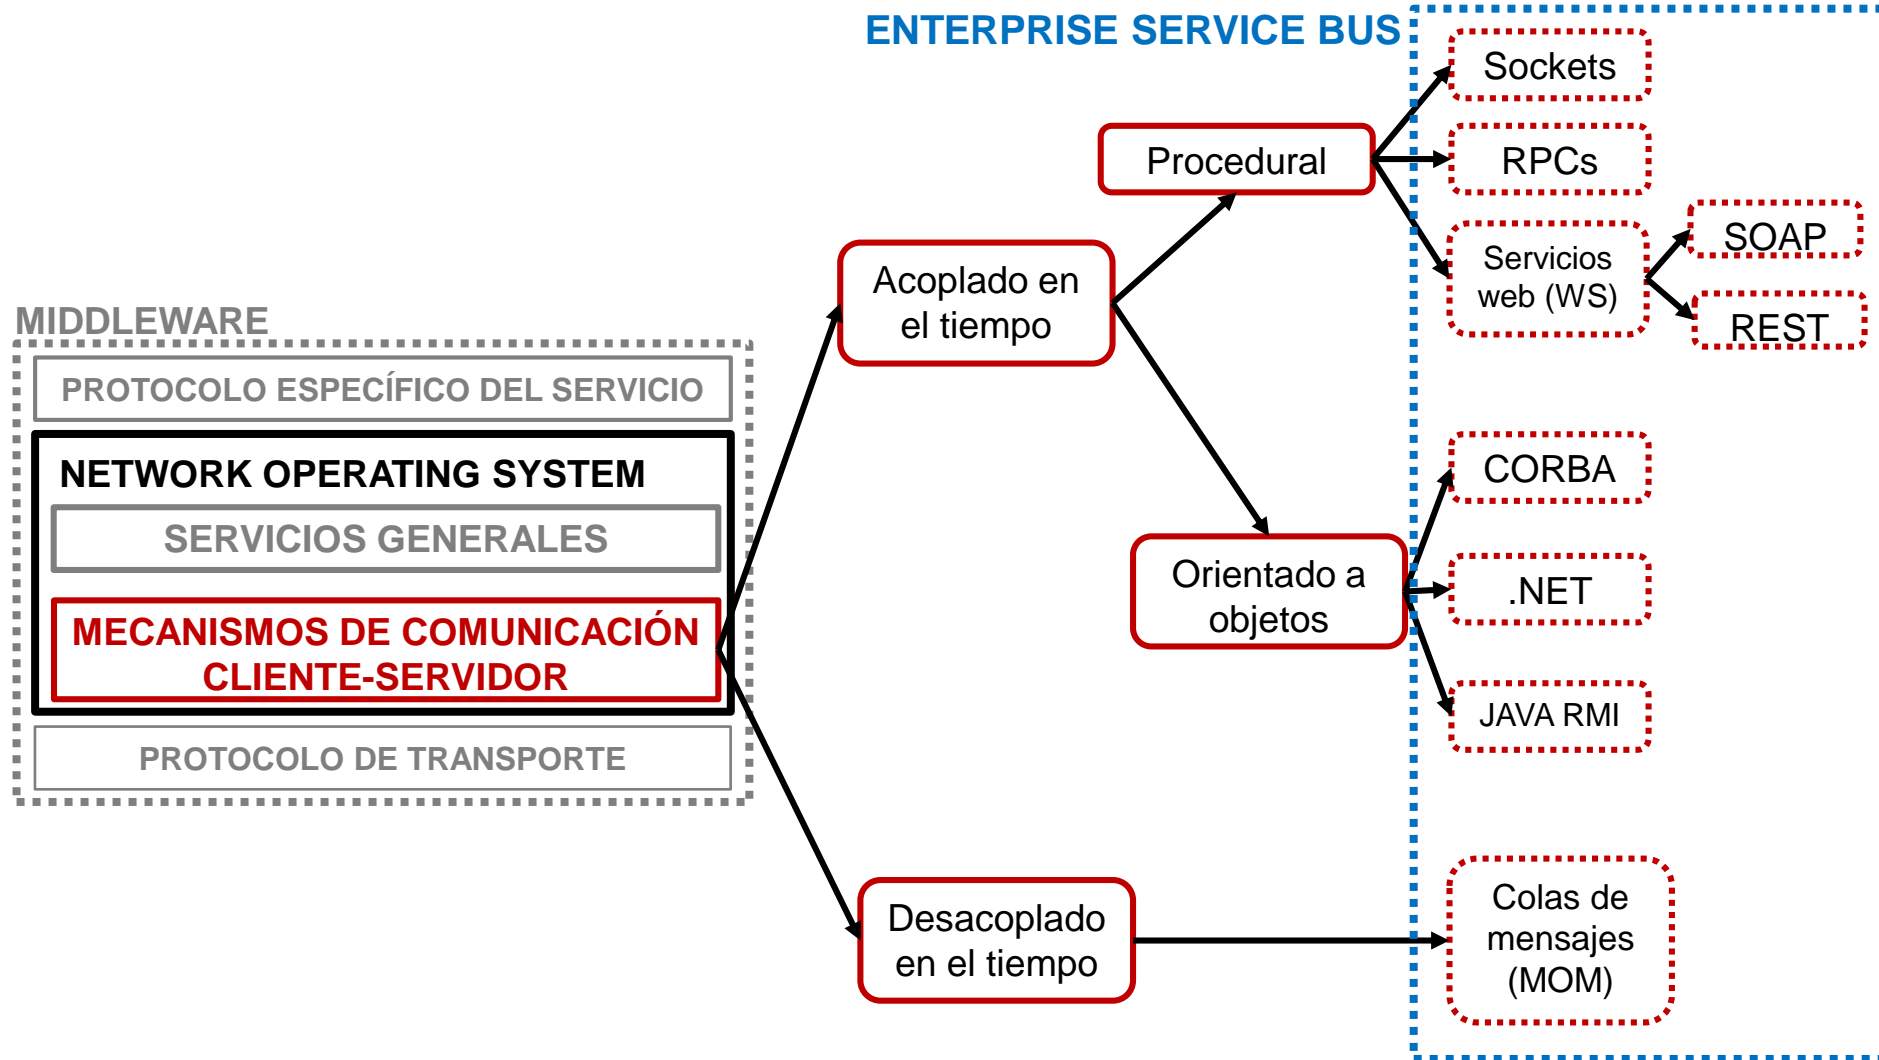 ENTERPRISE SERVICE BUS
Sockets
Procedural
RPCs
Servicios
web (WS)
SOAP
REST
Acoplado en
el tiempo
MIDDLEWARE
PROTOCOLO ESPECÍFICO DEL SERVICIO
NETWORK OPERATING SYSTEM
SERVICIOS GENERALES
MECANISMOS DE COMUNICACIÓN
CLIENTE-SERVIDOR
PROTOCOLO DE TRANSPORTE
CORBA
Orientado a
objetos
.NET
JAVA RMI
Desacoplado
en el tiempo
Colas de
mensajes
(MOM)